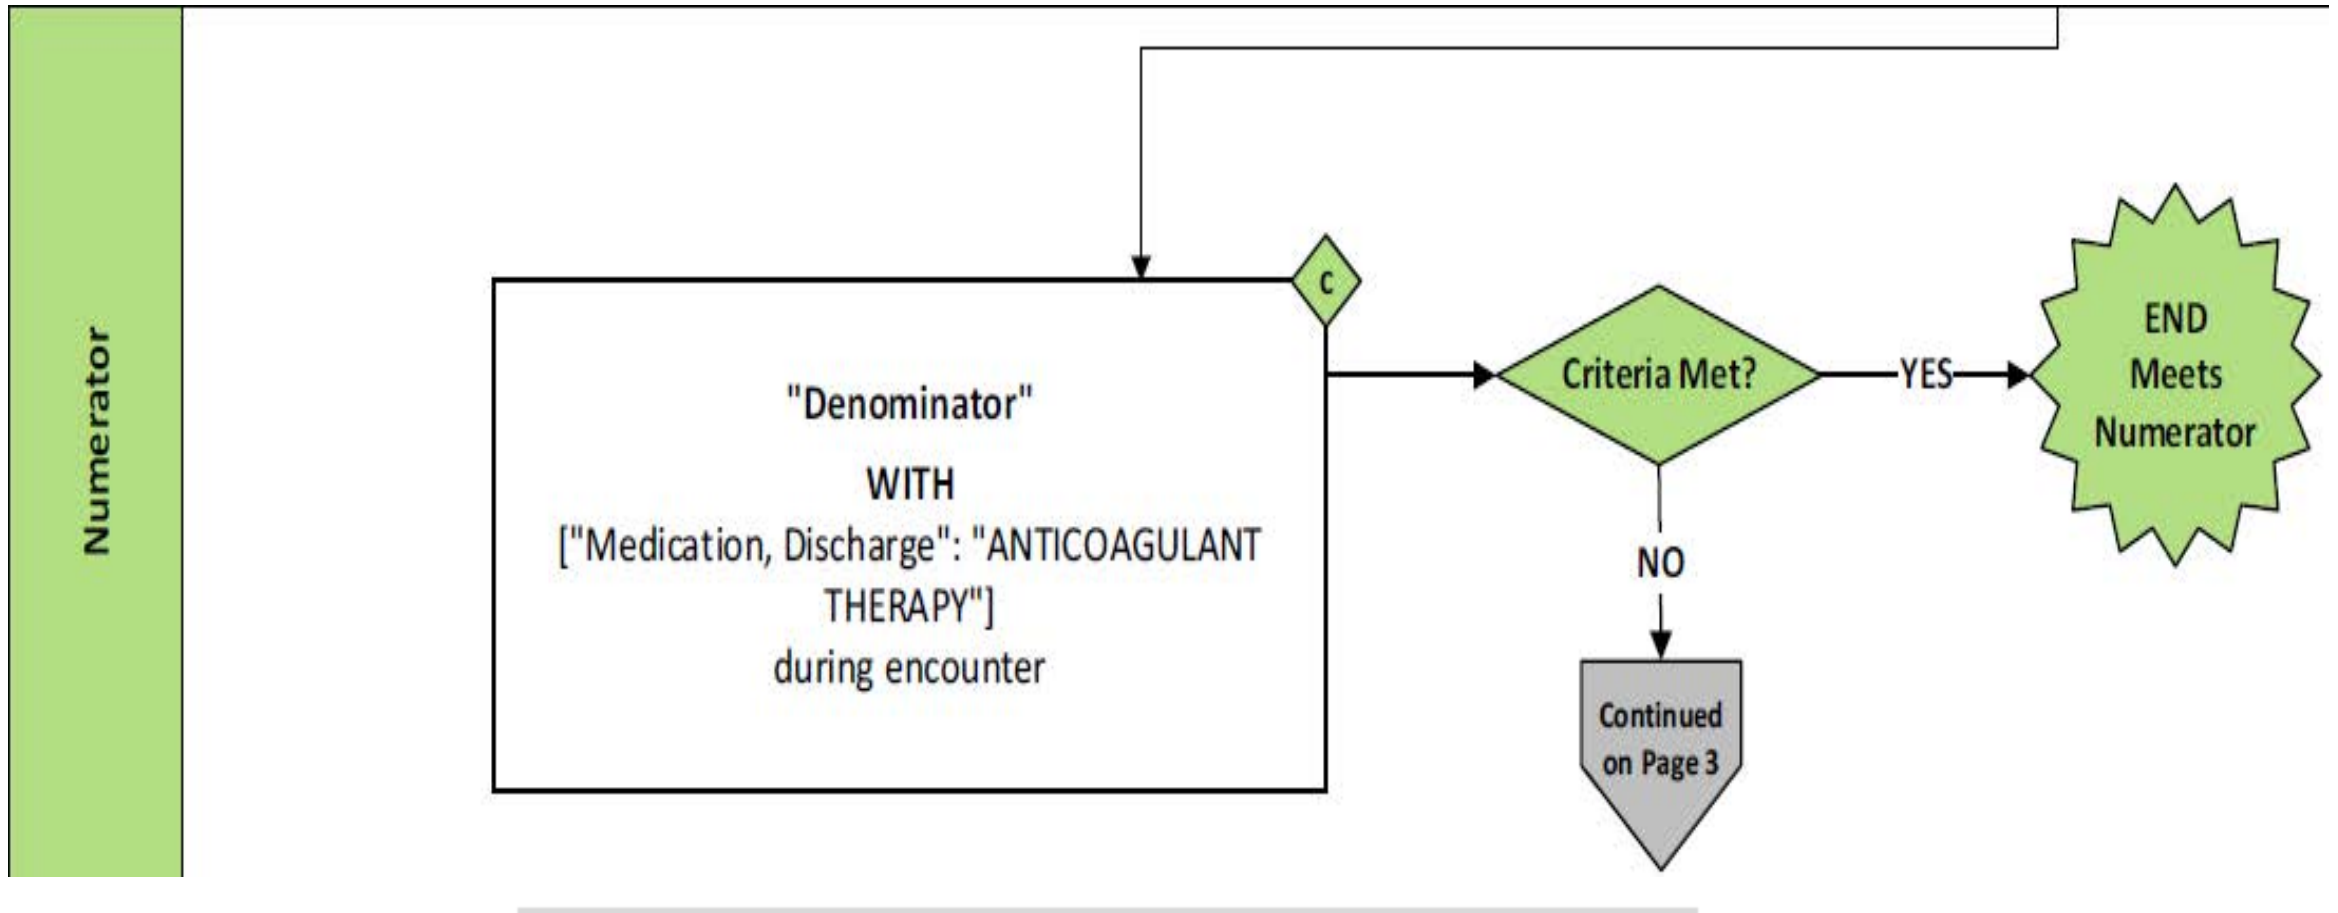 Numerator
C
"Denominator"
WITH
["Medication, Discharge": "ANTICOAGULANT
THERAPY"]
during encounter
Criteria Met?
YES
END
Meets
Numerator
NO
Continued
on Page 3